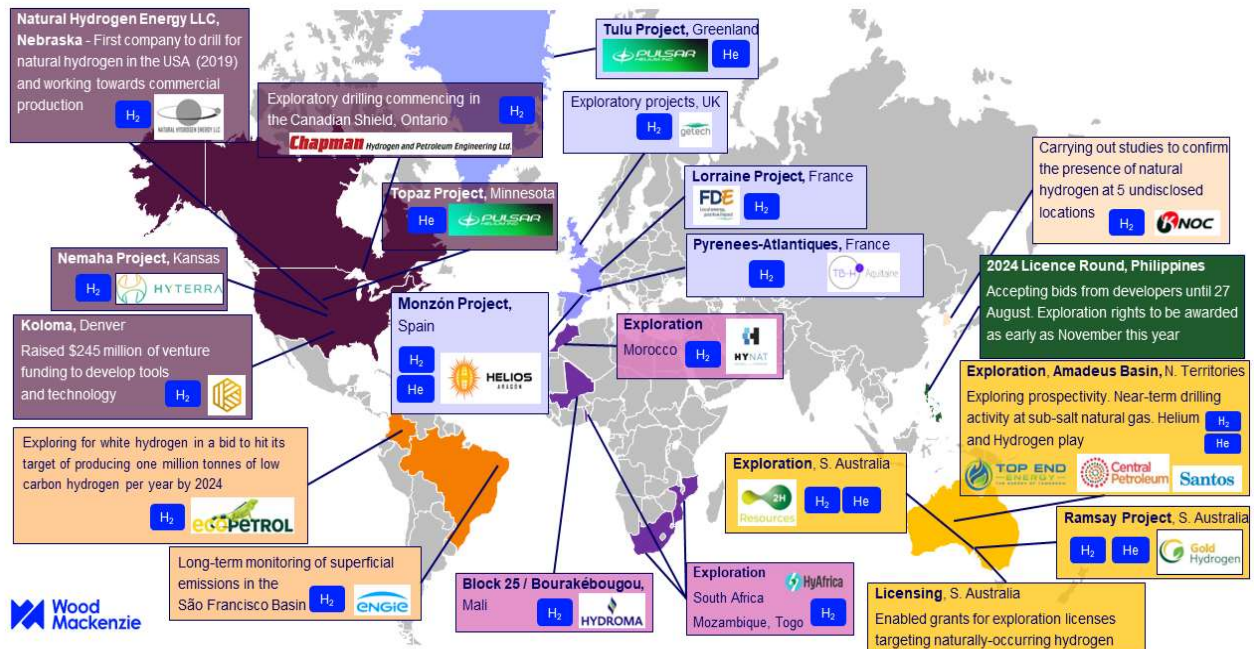 Natural Hydrogen Energy LLC,
Nebraska - First company to drill for
natural hydrogen in the USA (2019)
and working towards commercial
production
H₂
NATURAL HYDROGEN ENERGY LLC
Exploratory drilling commencing in
the Canadian Shield, Ontario
H₂
Chapman Hydrogen and Petroleum Engineering Ltd.
Topaz Project, Minnesota
He
PULSAR
HELIUM INC
Nemaha Project, Kansas
H₂
HYTERRA
Koloma, Denver
Raised $245 million of venture
funding to develop tools
and technology
H₂
Exploring for white hydrogen in a bid to hit its
target of producing one million tonnes of low
carbon hydrogen per year by 2024
H₂
ecoPETROL
Long-term monitoring of superficial
emissions in the
São Francisco Basin
H₂
ENGIE
Wood
Mackenzie
Tulu Project, Greenland
PULSAR
HELIUM INC
He
Exploratory projects, UK
H₂
getech
Lorraine Project, France
FDE
H₂
Pyrenees-Atlantiques, France
H₂
TB-H Aquitaine
Monzón Project,
Spain
H₂
He
HELIOS
ARAGON
Exploration
Morocco
H₂
HYNAT
Block 25 / Bourakébougou,
Mali
H₂
HYDROMA
Exploration
HyAfrica
South Africa
Mozambique, Togo
H₂
Carrying out studies to confirm
the presence of natural
hydrogen at 5 undisclosed
locations
H₂
KNOC
2024 Licence Round, Philippines
Accepting bids from developers until 27
August. Exploration rights to be awarded
as early as November this year
Exploration, Amadeus Basin, N. Territories
Exploring prospectivity. Near-term drilling
activity at sub-salt natural gas. Helium
and Hydrogen play
H₂
He
TOP END
ENERGY
Central
Petroleum
Santos
Exploration, S. Australia
2H
Resources
H₂
He
Ramsay Project, S. Australia
H₂
He
Gold
Hydrogen
Licensing, S. Australia
Enabled grants for exploration licenses
targeting naturally-occurring hydrogen